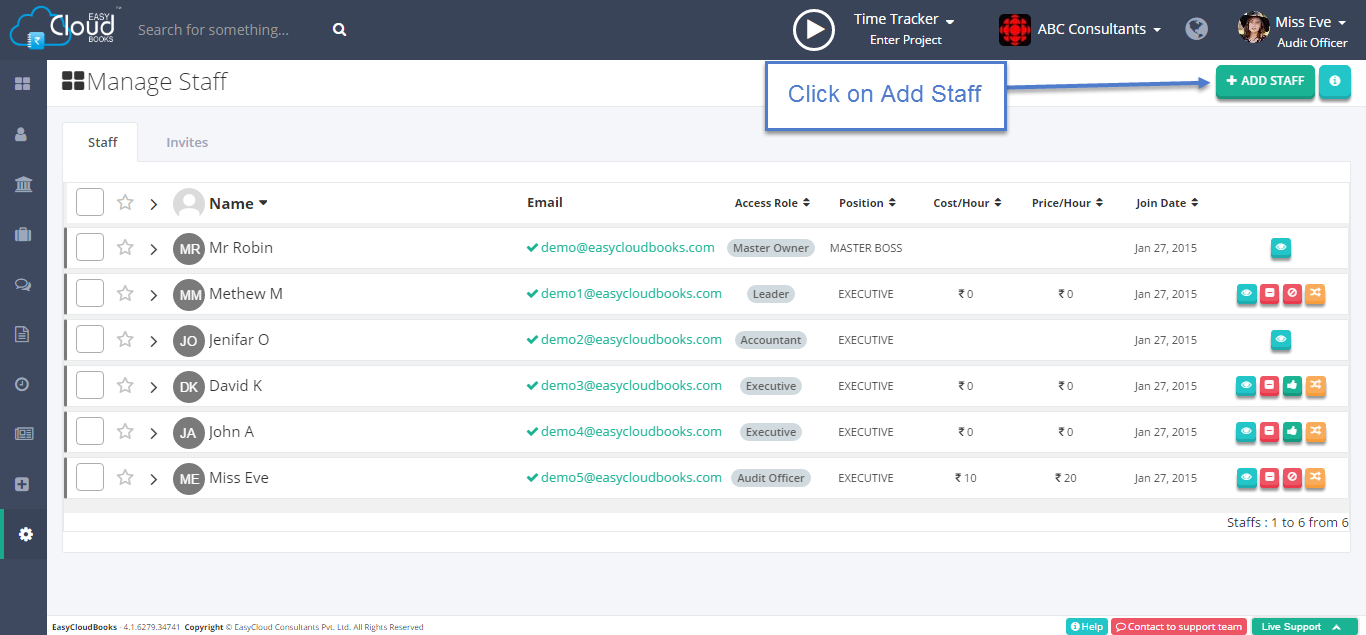 EASY
Cloud
BOOKS
Search for something...
Time Tracker
Enter Project
ABC Consultants
Miss Eve
Audit Officer
Manage Staff
Click on Add Staff
ADD STAFF
Staff Invites
Name Email Access Role Position Cost/Hour Price/Hour Join Date
MR Mr Robin demo@easycloudbooks.com Master Owner MASTER BOSS Jan 27, 2015
MM Methew M demo1@easycloudbooks.com Leader EXECUTIVE ₹ 0 ₹ 0 Jan 27, 2015
JO Jenifar O demo2@easycloudbooks.com Accountant EXECUTIVE Jan 27, 2015
DK David K demo3@easycloudbooks.com Executive EXECUTIVE ₹ 0 ₹ 0 Jan 27, 2015
JA John A demo4@easycloudbooks.com Executive EXECUTIVE ₹ 0 ₹ 0 Jan 27, 2015
ME Miss Eve demo5@easycloudbooks.com Audit Officer EXECUTIVE ₹ 10 ₹ 20 Jan 27, 2015
Staffs : 1 to 6 from 6
EasyCloudBooks - 4.1.6279.34741 Copyright © EasyCloud Consultants Pvt. Ltd. All Rights Reserved
Help Contact to support team Live Support